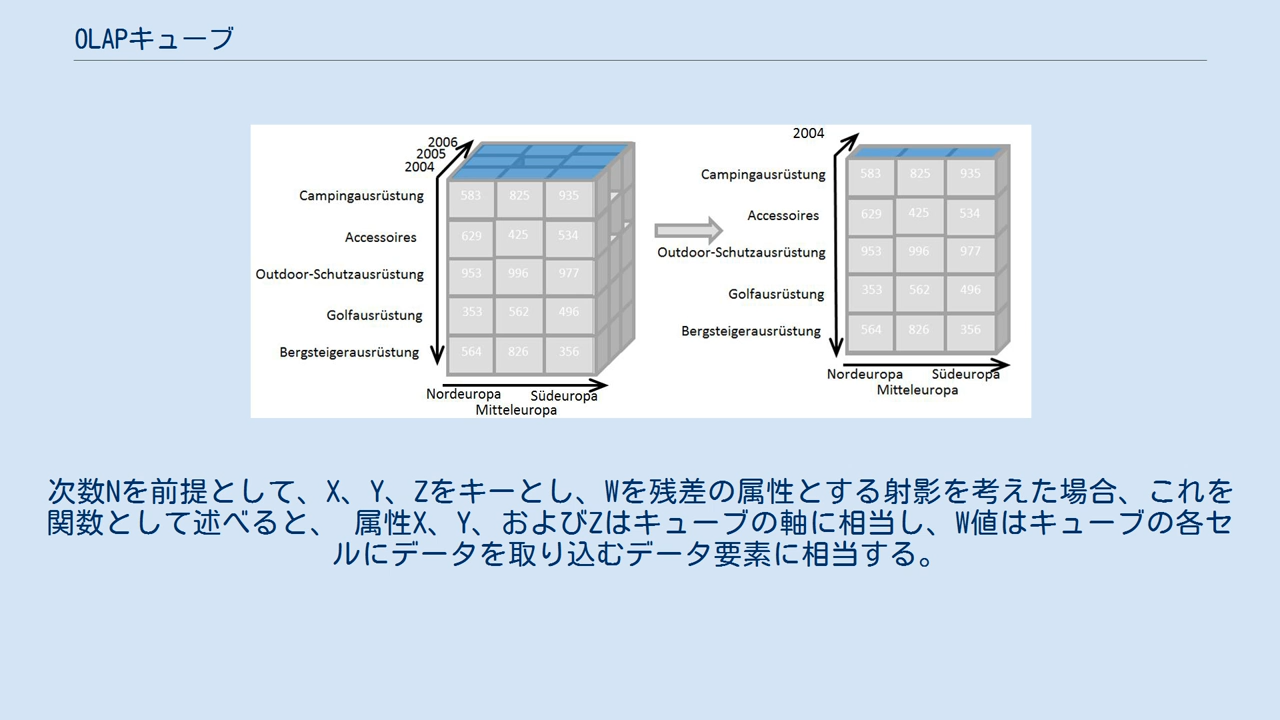 OLAPキューブ
2006
2005
2004
Campingausrüstung
583 825 935
Accessoires
629 425 534
Outdoor-Schutzausrüstung
953 996 977
Golfausrüstung
353 562 496
Bergsteigerausrüstung
564 826 356
Nordeuropa Südeuropa
Mitteleuropa
2004
Campingausrüstung
583 825 935
Accessoires
629 425 534
Outdoor-Schutzausrüstung
953 996 977
Golfausrüstung
353 562 496
Bergsteigerausrüstung
564 826 356
Nordeuropa Südeuropa
Mitteleuropa
次数Nを前提として、X、Y、Zをキーとし、Wを残差の属性とする射影を考えた場合、これを
関数として述べると、 属性X、Y、およびZはキューブの軸に相当し、W値はキューブの各セ
ルにデータを取り込むデータ要素に相当する。